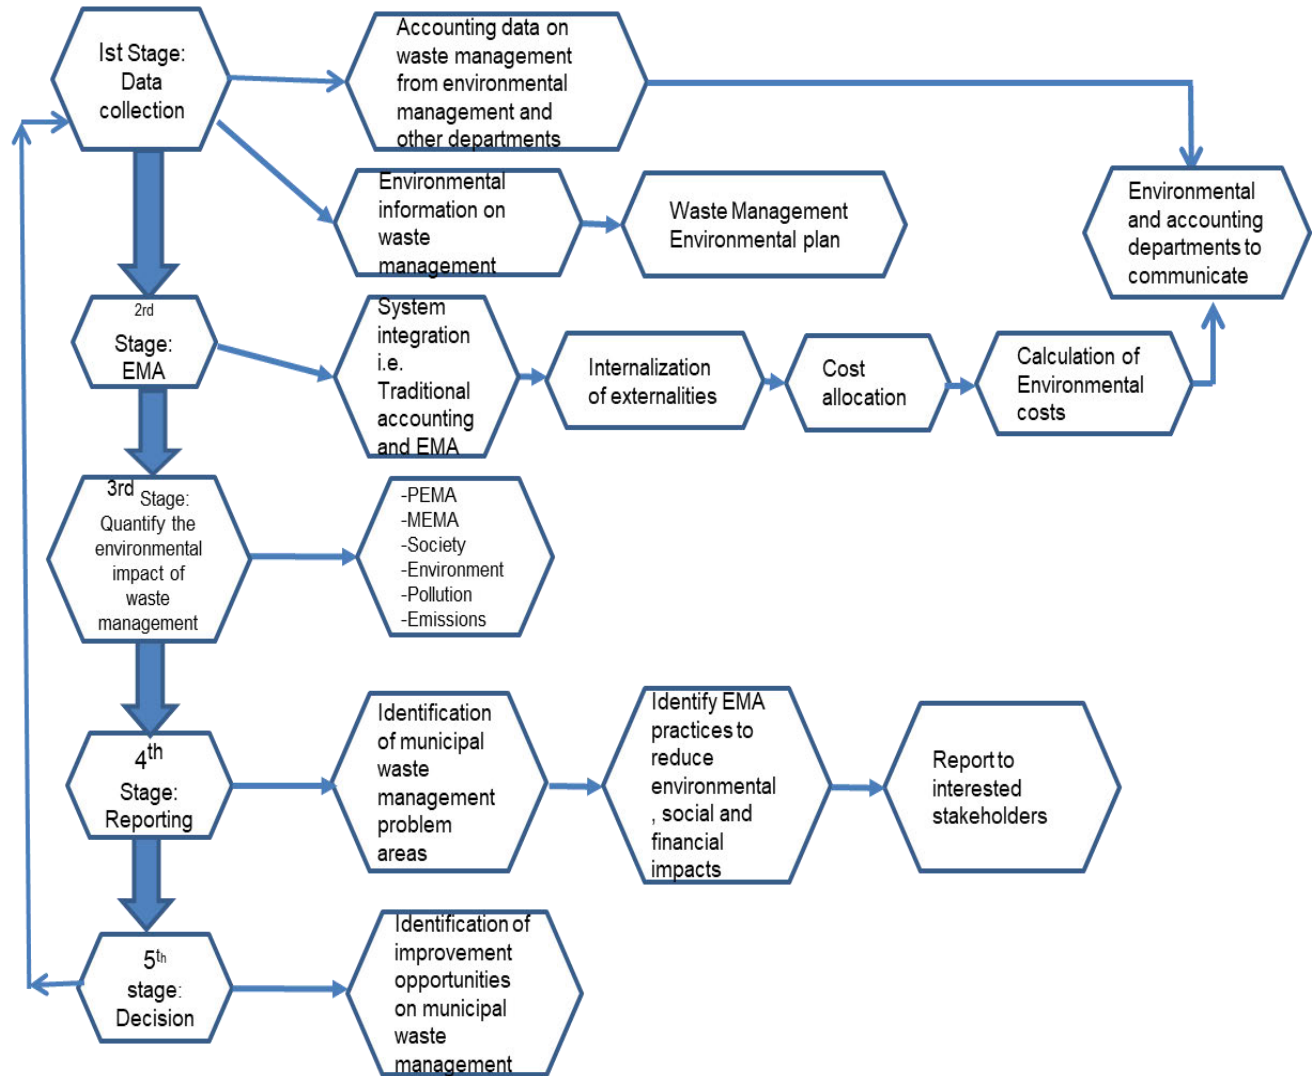 Ist Stage:
Data
collection
Accounting data on
waste management
from environmental
management and
other departments
Environmental
information on
waste
management
Waste Management
Environmental plan
Environmental
and accounting
departments to
communicate
2rd
Stage:
EMA
System
integration
i.e.
Traditional
accounting
and EMA
Internalization
of externalities
Cost
allocation
Calculation of
Environmental
costs
3rd Stage:
Quantify the
environmental
impact of
waste
management
-PEMA
-MEMA
-Society
-Environment
-Pollution
-Emissions
4th
Stage:
Reporting
Identification
of municipal
waste
management
problem
areas
Identify EMA
practices to
reduce
environmental
, social and
financial
impacts
Report to
interested
stakeholders
5th
stage:
Decision
Identification of
improvement
opportunities
on municipal
waste
management